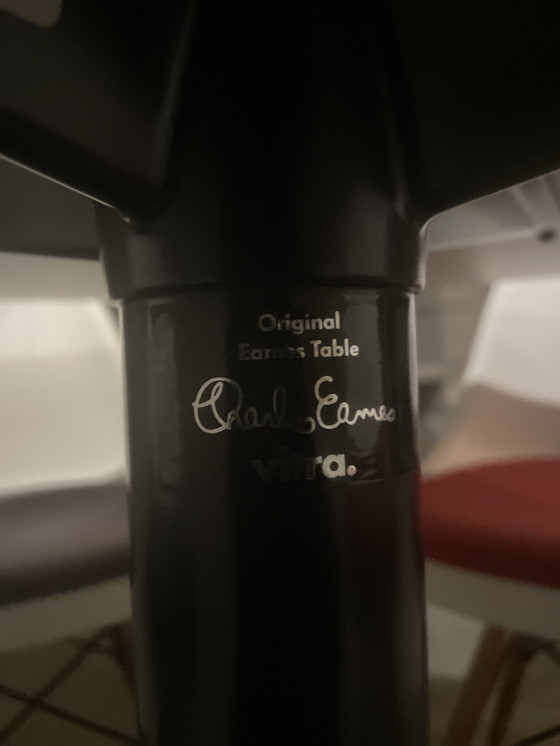 Original
Eames Table
Charles Eames
vitra.